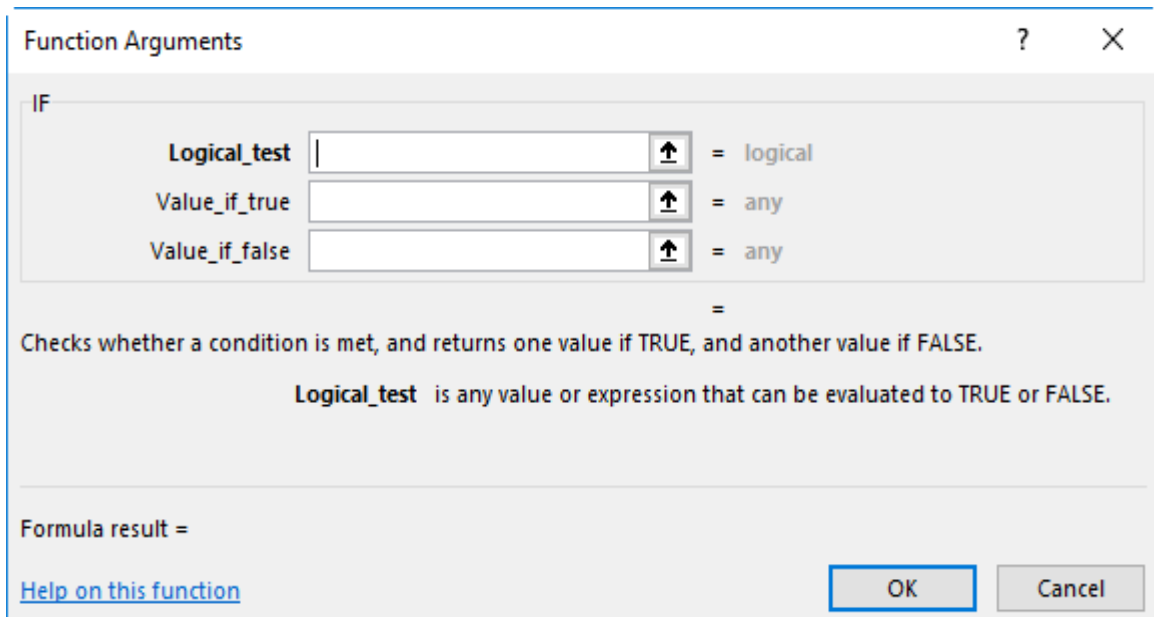 Function Arguments ? ×
IF
Logical_test = logical
Value_if_true = any
Value_if_false = any
=
Checks whether a condition is met, and returns one value if TRUE, and another value if FALSE.
Logical_test is any value or expression that can be evaluated to TRUE or FALSE.
Formula result =
Help on this function OK Cancel